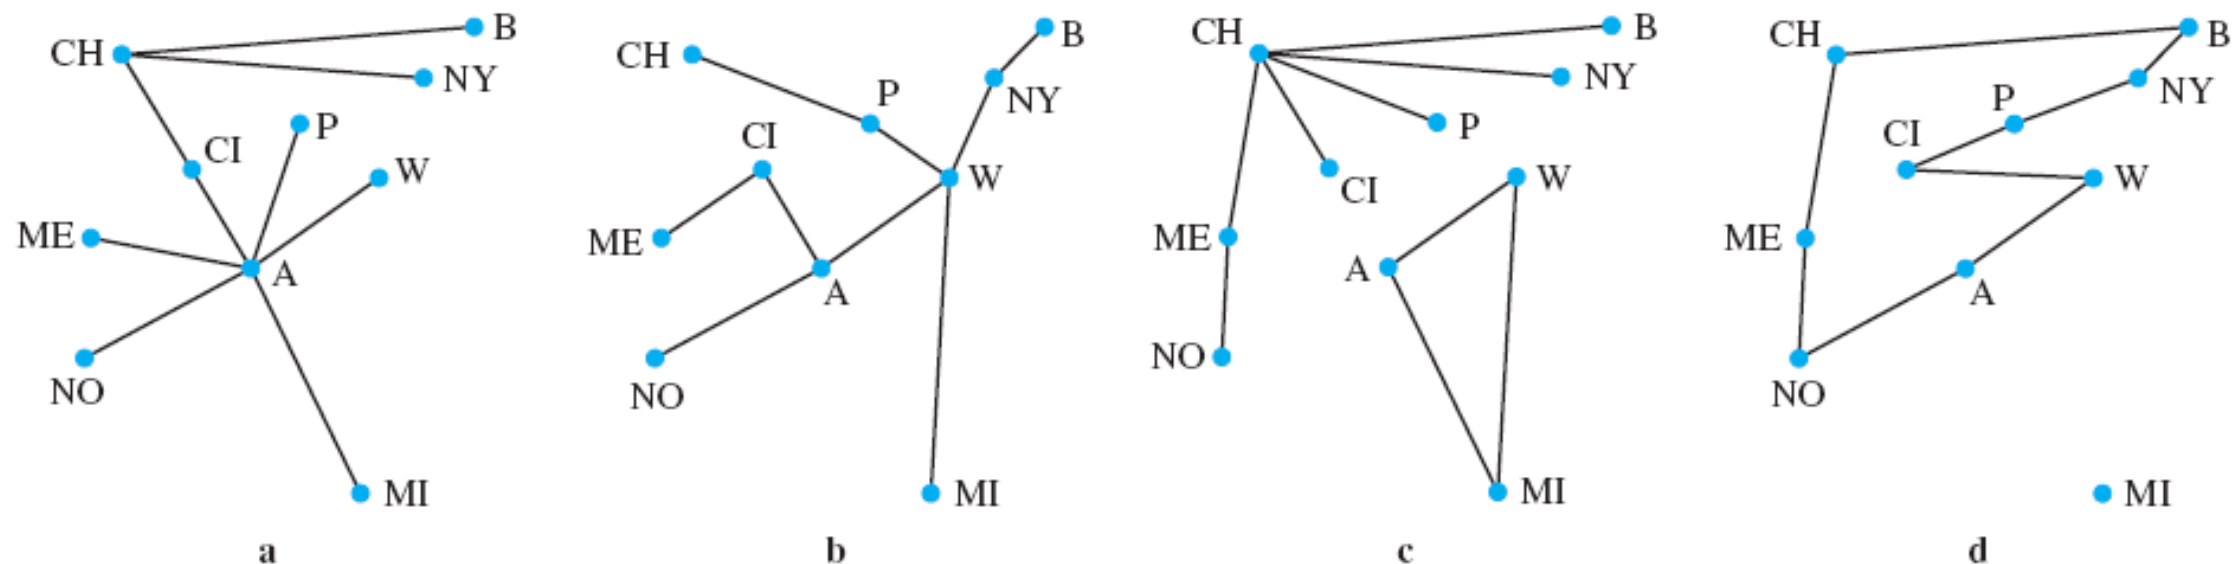 CH B CH B CH B CH B
NY P NY NY P NY
P CI P CI
CI W W CI W W
ME A ME A ME A ME A
NO NO NO NO
MI MI MI MI
a b c d